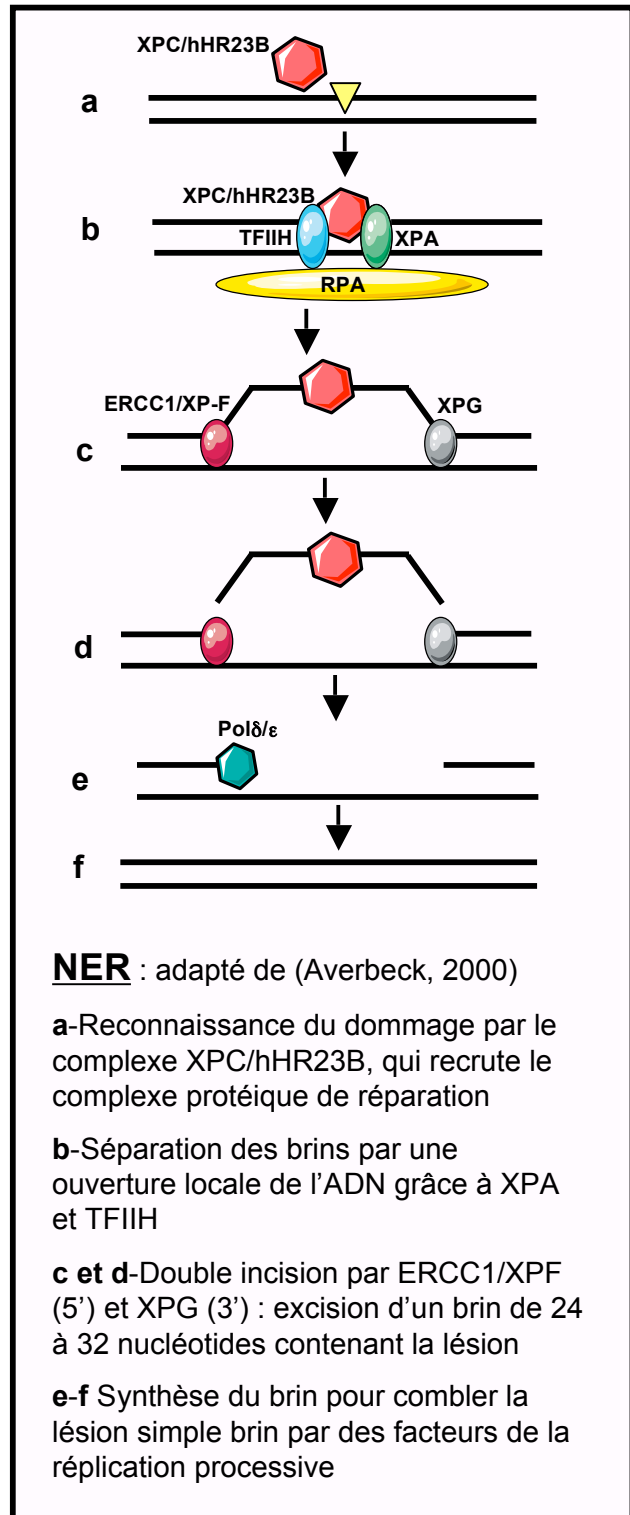 XPC/hHR23B
a
XPC/hHR23B
b
TFIIH
XPA
RPA
ERCC1/XP-F
XPG
c
d
Polδ/ε
e
f
NER : adapté de (Averbeck, 2000)
a-Reconnaissance du dommage par le
complexe XPC/hHR23B, qui recrute le
complexe protéique de réparation
b-Séparation des brins par une
ouverture locale de l’ADN grâce à XPA
et TFIIH
c et d-Double incision par ERCC1/XPF
(5’) et XPG (3’) : excision d’un brin de 24
à 32 nucléotides contenant la lésion
e-f Synthèse du brin pour combler la
lésion simple brin par des facteurs de la
réplication processive